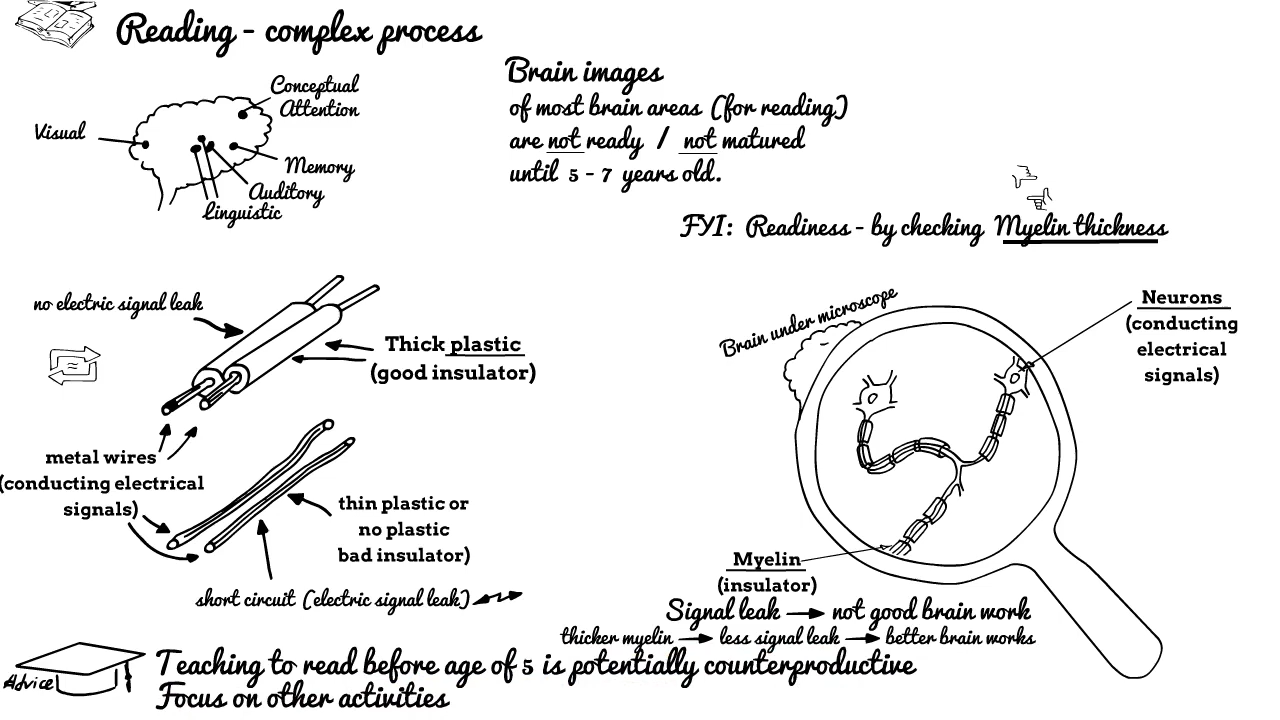 Reading - complex process
Conceptual
Attention
Visual
Memory
Auditory
Linguistic
Brain images
of most brain areas (for reading)
are not ready / not matured
until 5 - 7 years old.
FYI: Readiness - by checking Myelin thickness
no electric signal leak
Thick plastic
(good insulator)
metal wires
(conducting electrical
signals)
thin plastic or
no plastic
bad insulator)
short circuit (electric signal leak)
Brain under microscope
Neurons
(conducting
electrical
signals)
Myelin
(insulator)
Signal leak → not good brain work
thicker myelin → less signal leak → better brain works
Advice
Teaching to read before age of 5 is potentially counterproductive
Focus on other activities